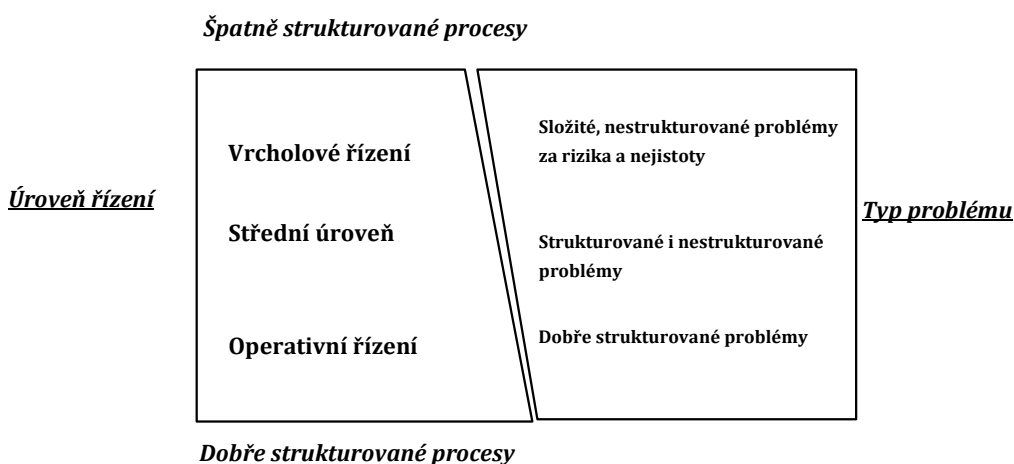 Špatně strukturované procesy
Úroveň řízení
Vrcholové řízení
Střední úroveň
Operativní řízení
Složité, nestrukturované problémy
za rizika a nejistoty
Strukturované i nestrukturované
problémy
Dobře strukturované problémy
Typ problému
Dobře strukturované procesy